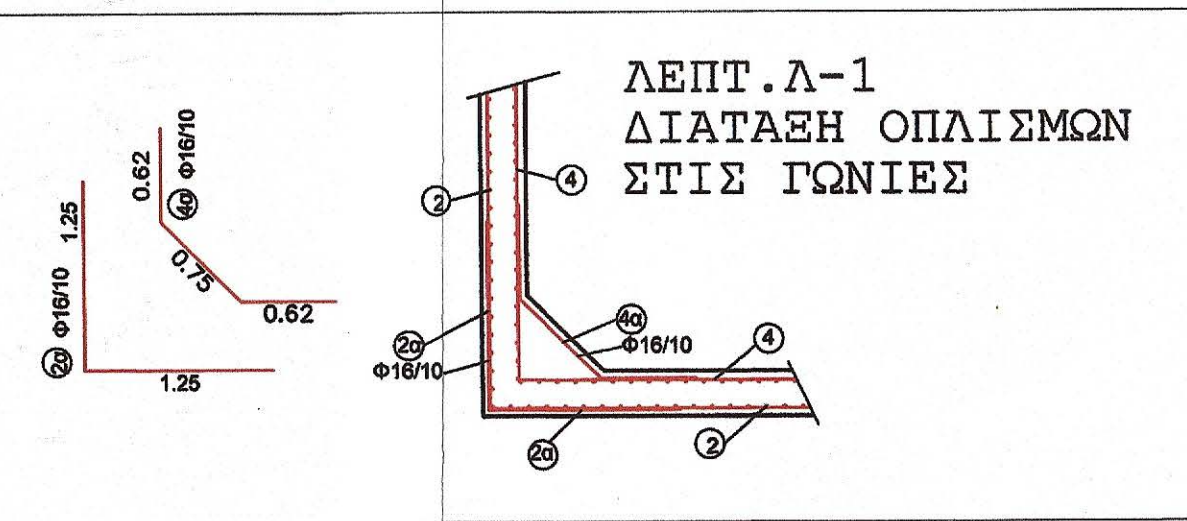 ΛΕΠΤ.Λ-1
ΔΙΑΤΑΞΗ ΟΠΛΙΣΜΩΝ
ΣΤΙΣ ΓΩΝΙΕΣ
0.62
4α Φ16/10
0.75
0.62
1.25
2α Φ16/10
1.25
2
4
2α
Φ16/10
4α
Φ16/10
4
2α
2